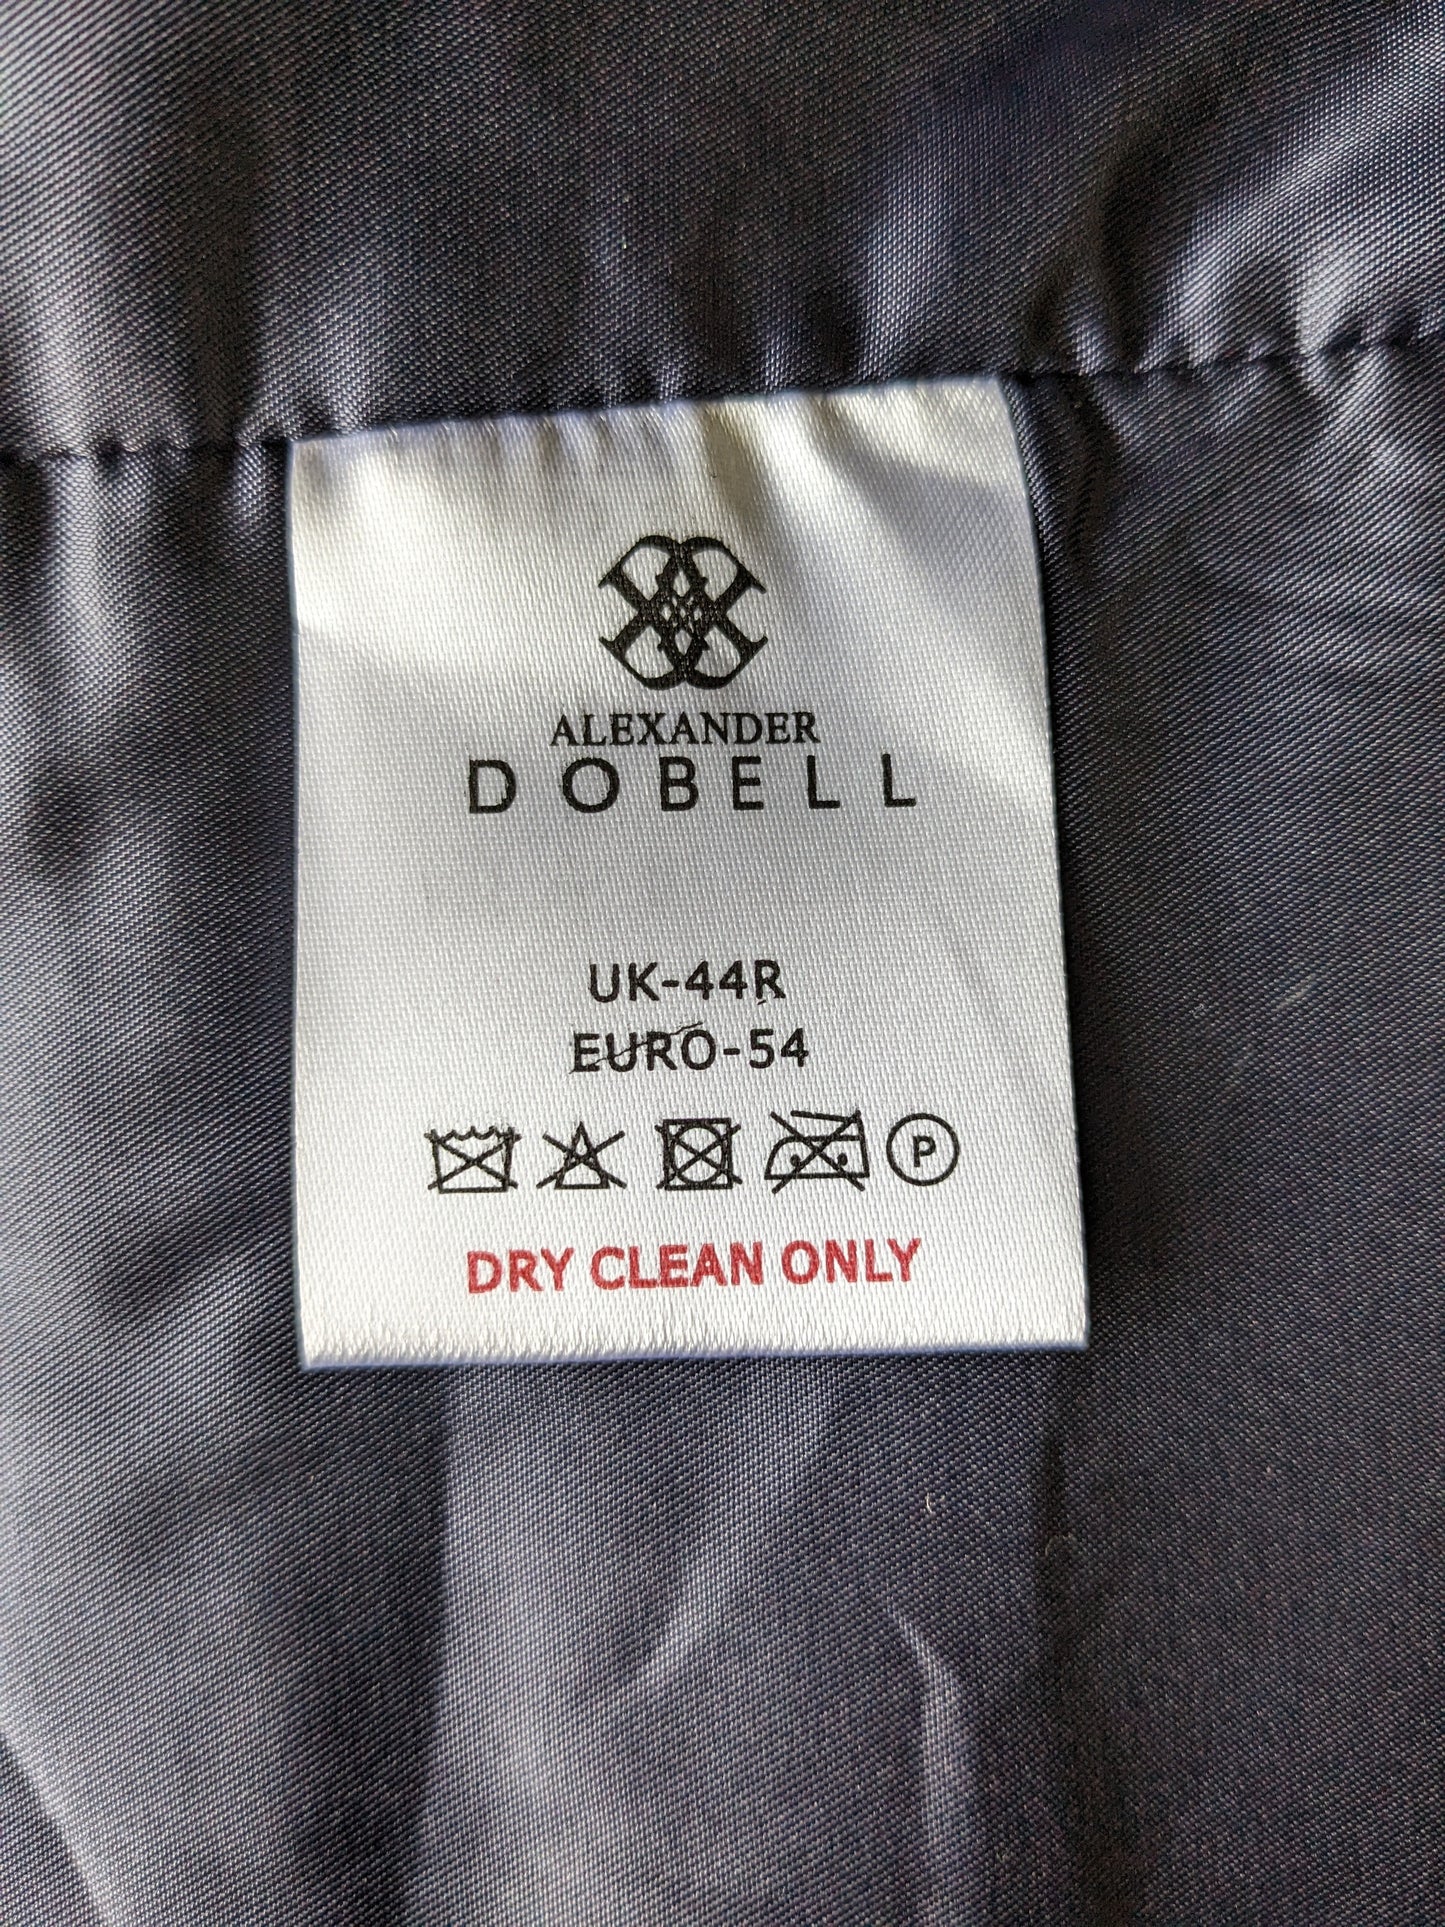 ALEXANDER
DOBELL
UK-44R
EURO-54
P
DRY CLEAN ONLY